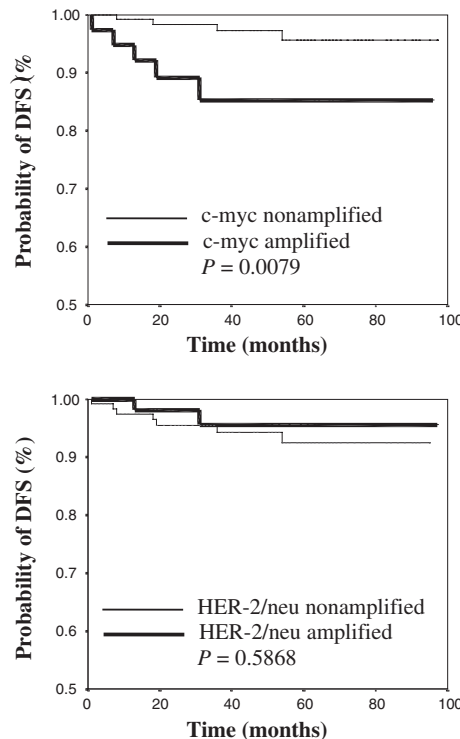 1.00
0.9
0.8
0.7
0.6
0.5
Probability of DFS (%
c-myc nonamplified
c-myc amplified
P = 0.0079
0 20 40 60 80 100
Time (months)
1.00
0.9
0.8
0.7
0.6
0.5
Probability of DFS (%)
HER-2/neu nonamplified
HER-2/neu amplified
P = 0.5868
0 20 40 60 80 100
Time (months)